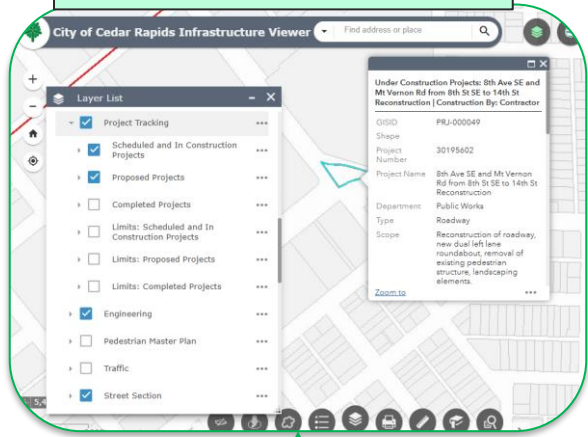 City of Cedar Rapids Infrastructure Viewer
Find address or place
Layer List
Project Tracking
Scheduled and In Construction
Projects
Proposed Projects
Completed Projects
Limits: Scheduled and In
Construction Projects
Limits: Proposed Projects
Limits: Completed Projects
Engineering
Pedestrian Master Plan
Traffic
Street Section
Under Construction Projects: 8th Ave SE and
Mt Vernon Rd from 8th St SE to 14th St
Reconstruction | Construction By: Contractor
GISID PRJ-000049
Shape
Project
Number 30195602
Project Name 8th Ave SE and Mt Vernon
Rd from 8th St SE to 14th St
Reconstruction
Department Public Works
Type Roadway
Scope Reconstruction of roadway,
new dual left lane
roundabout, removal of
existing pedestrian
structure, landscaping
elements.
Zoom to